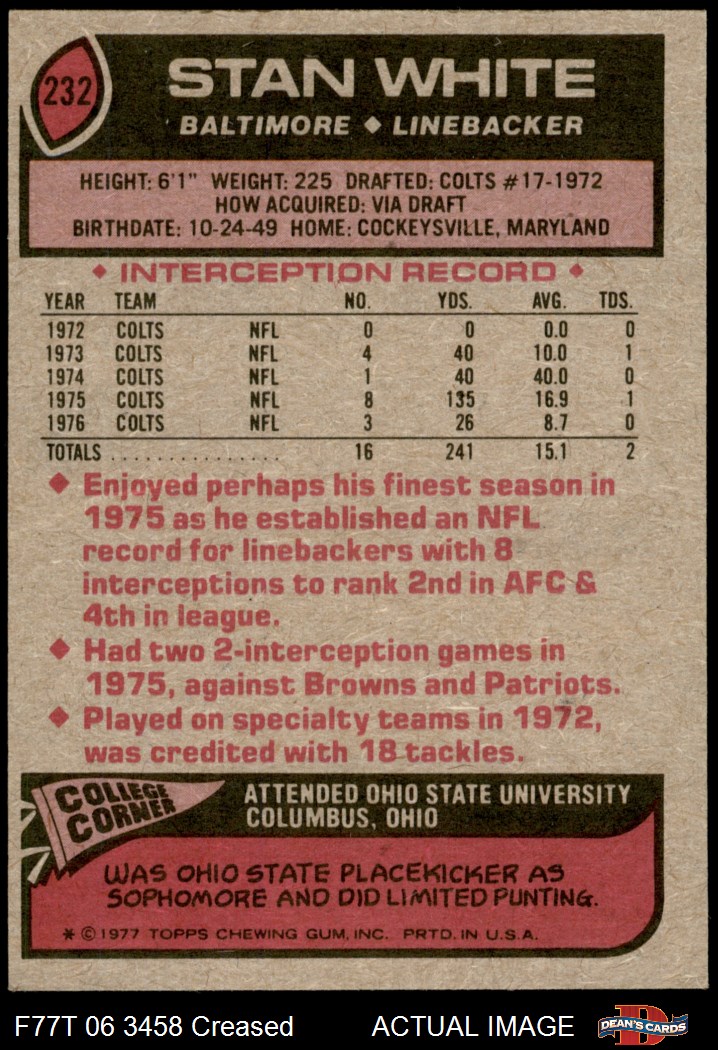 232
STAN WHITE
BALTIMORE ◆ LINEBACKER
HEIGHT: 6'1" WEIGHT: 225 DRAFTED: COLTS #17-1972
HOW ACQUIRED: VIA DRAFT
BIRTHDATE: 10-24-49 HOME: COCKEYSVILLE, MARYLAND
◆ INTERCEPTION RECORD ◆
YEAR TEAM NO. YDS. AVG. TDS.
1972 COLTS NFL 0 0 0.0 0
1973 COLTS NFL 4 40 10.0 1
1974 COLTS NFL 1 40 40.0 0
1975 COLTS NFL 8 135 16.9 1
1976 COLTS NFL 3 26 8.7 0
TOTALS . . . . . . . . . . . . . . . 16 241 15.1 2
◆ Enjoyed perhaps his finest season in
1975 as he established an NFL
record for linebackers with 8
interceptions to rank 2nd in AFC &
4th in league.
◆ Had two 2-interception games in
1975, against Browns and Patriots.
◆ Played on specialty teams in 1972,
was credited with 18 tackles.
COLLEGE
CORNER
ATTENDED OHIO STATE UNIVERSITY
COLUMBUS, OHIO
WAS OHIO STATE PLACEKICKER AS
SOPHOMORE AND DID LIMITED PUNTING.
* © 1977 TOPPS CHEWING GUM, INC. PRTD. IN U.S.A.
F77T 06 3458 Creased ACTUAL IMAGE
DEAN'S CARDS